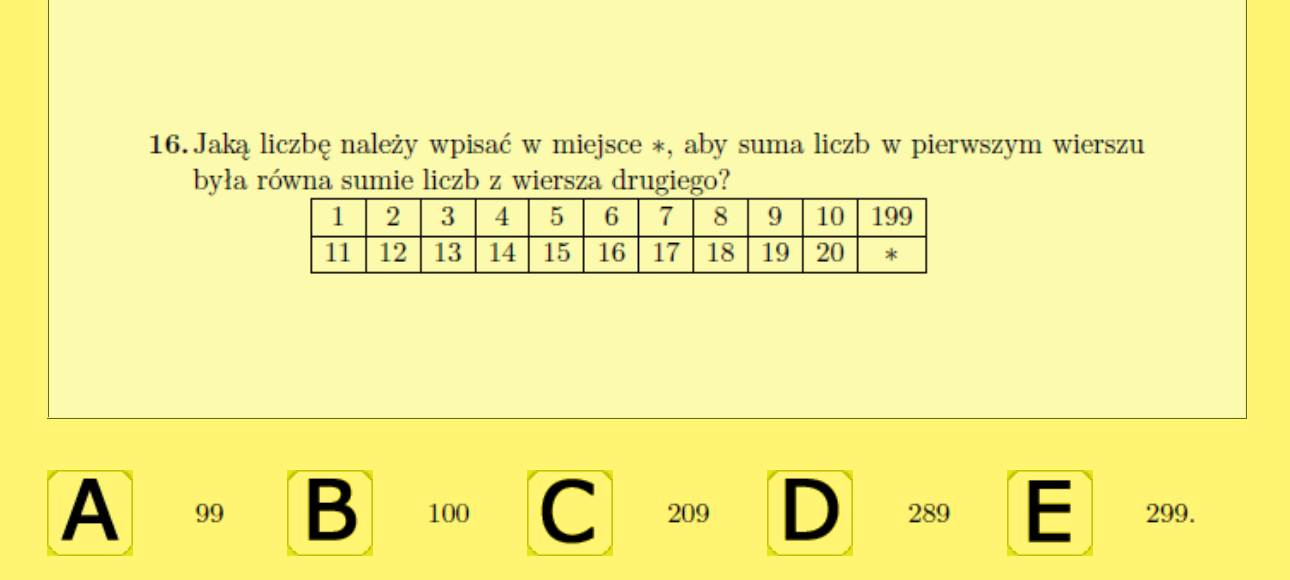 16. Jaką liczbę należy wpisać w miejsce *, aby suma liczb w pierwszym wierszu
była równa sumie liczb z wiersza drugiego?
1 2 3 4 5 6 7 8 9 10 199
11 12 13 14 15 16 17 18 19 20 *
A 99 B 100 C 209 D 289 E 299.